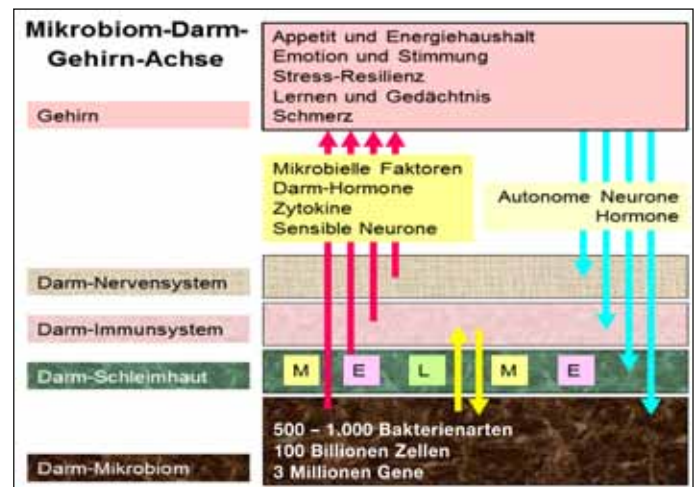 Mikrobiom-Darm-
Gehirn-Achse
Appetit und Energiehaushalt
Emotion und Stimmung
Stress-Resilienz
Lernen und Gedächtnis
Schmerz
Gehirn
Mikrobielle Faktoren
Darm-Hormone
Zytokine
Sensible Neurone
Autonome Neurone
Hormone
Darm-Nervensystem
Darm-Immunsystem
Darm-Schleimhaut
M E L M E
500 – 1.000 Bakterienarten
100 Billionen Zellen
3 Millionen Gene
Darm-Mikrobiom